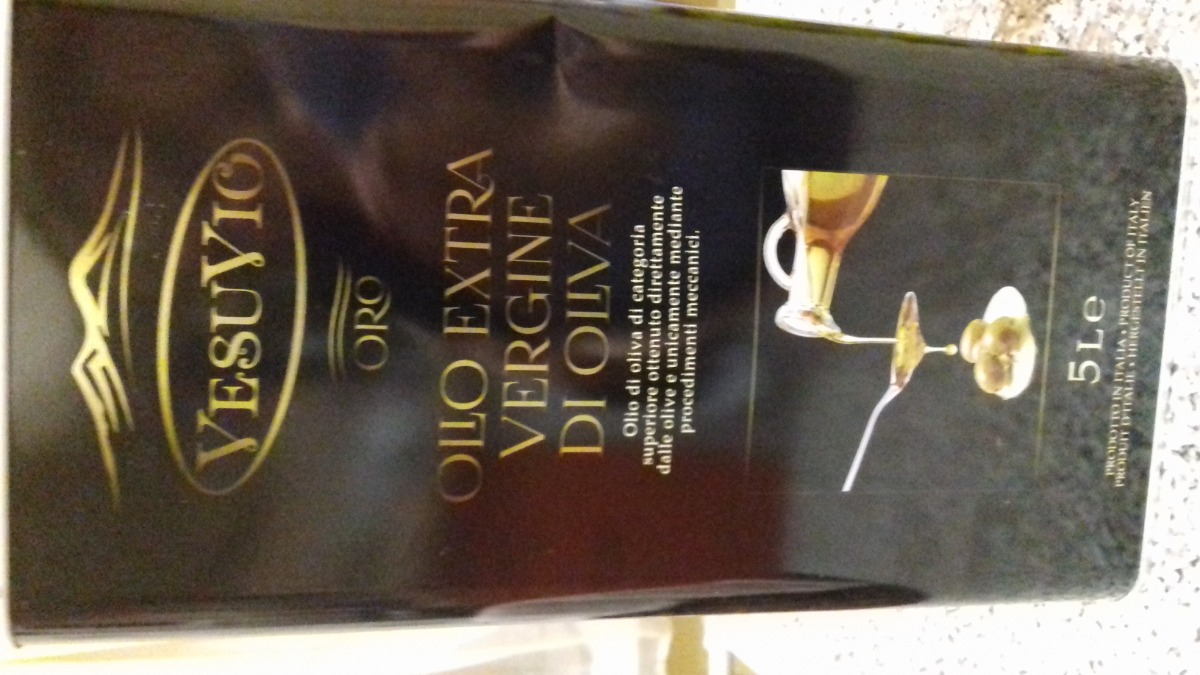 VESUVIO
ORO
OLIO EXTRA
VERGINE
DI OLIVA
Olio di oliva di categoria
superiore ottenuto direttamente
dalle olive e unicamente mediante
procedimenti meccanici.
5 L e
PRODOTTO IN ITALIA • PRODUCT OF ITALY
PRODUIT D'ITALIE • HERGESTELLT IN ITALIEN